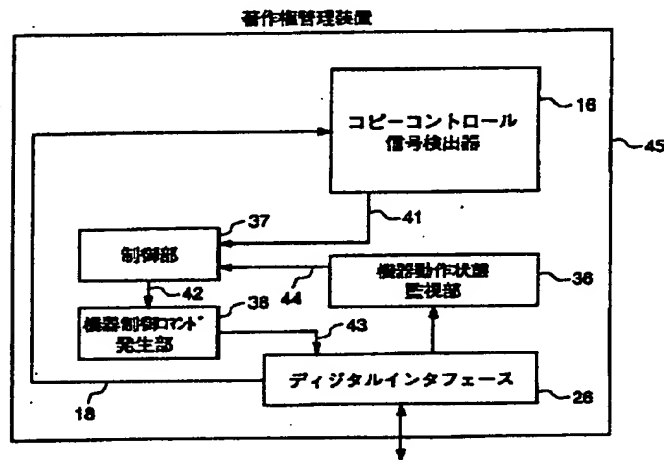 著作権管理装置
コピーコントロール
信号検出器
16
45
41
37
制御部
42
44
機器動作状態
監視部
36
38
機器制御コマンド
発生部
43
ディジタルインタフェース
18
26